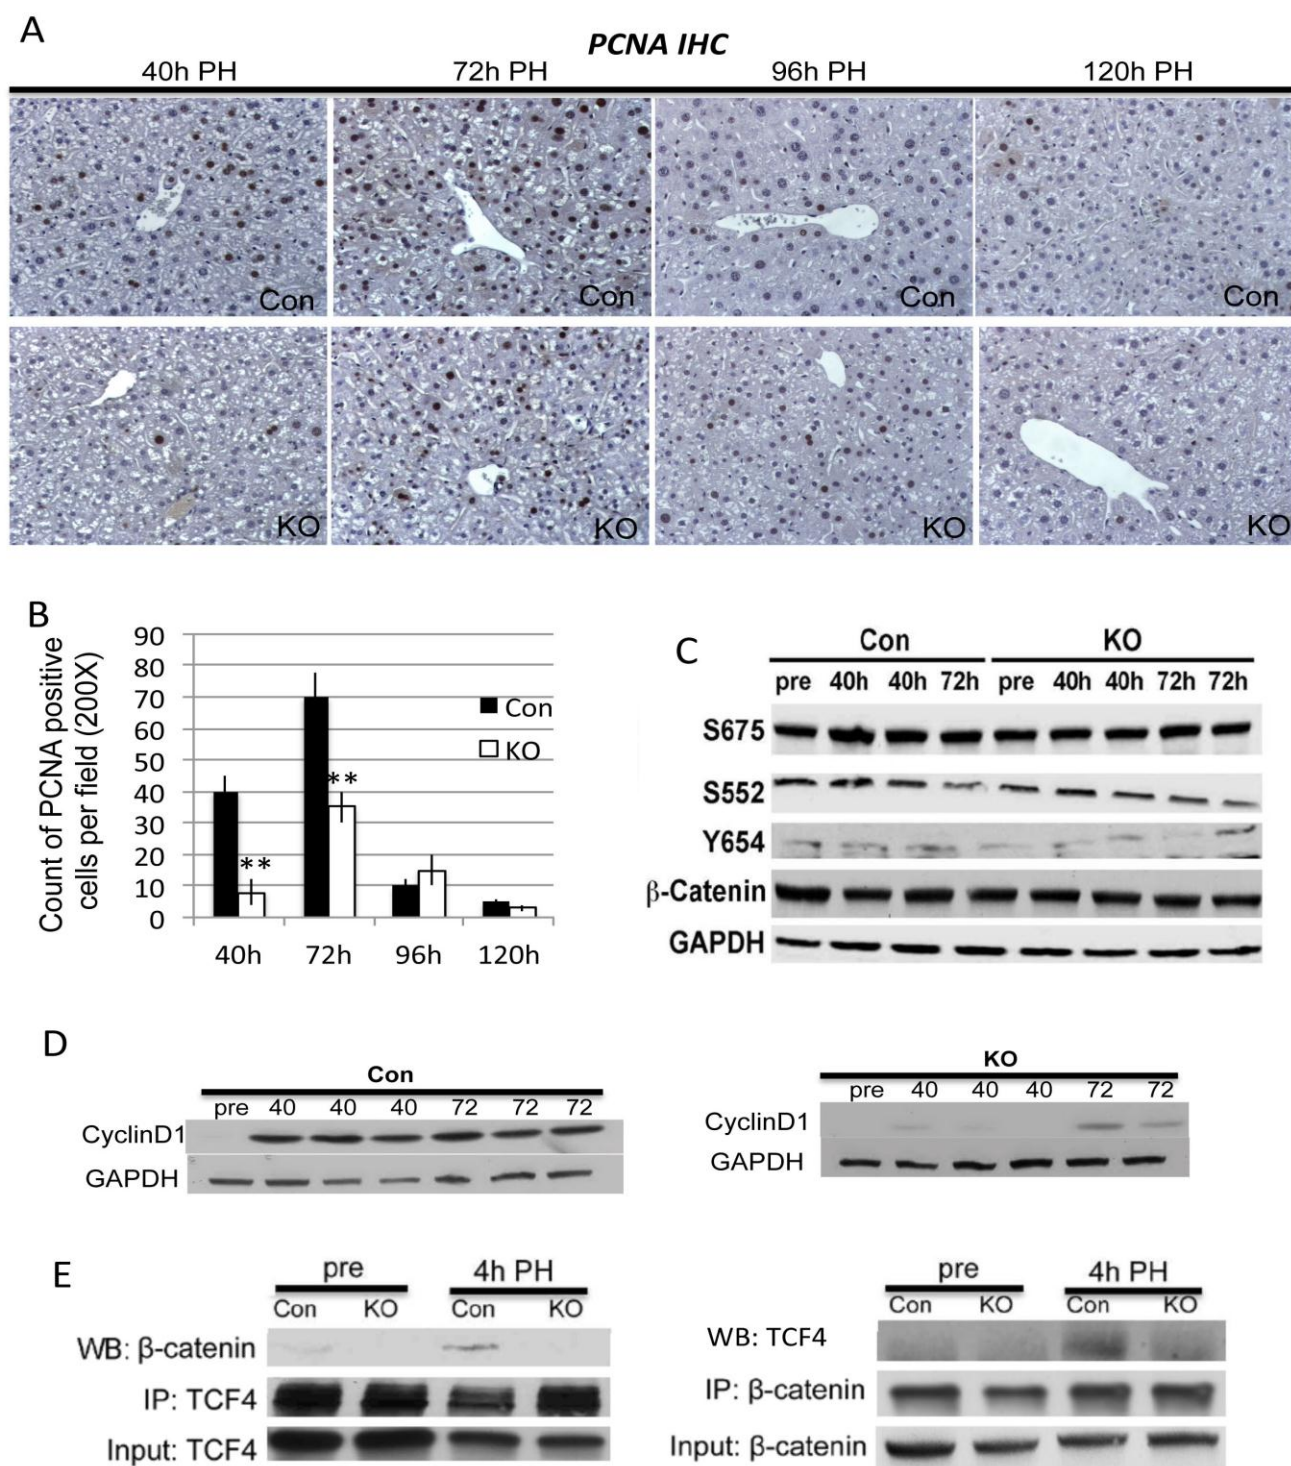 A
PCNA IHC
40h PH 72h PH 96h PH 120h PH
Con Con Con Con
KO KO KO KO
B
Count of PCNA positive
cells per field (200X)
90
80
70
60
50
40
30
20
10
0
**
**
Con
KO
40h 72h 96h 120h
C
Con KO
pre 40h 40h 72h pre 40h 40h 72h 72h
S675
S552
Y654
β-Catenin
GAPDH
D
Con
pre 40 40 40 72 72 72
CyclinD1
GAPDH
KO
pre 40 40 40 72 72
CyclinD1
GAPDH
E
pre 4h PH
Con KO Con KO
WB: β-catenin
IP: TCF4
Input: TCF4
pre 4h PH
Con KO Con KO
WB: TCF4
IP: β-catenin
Input: β-catenin